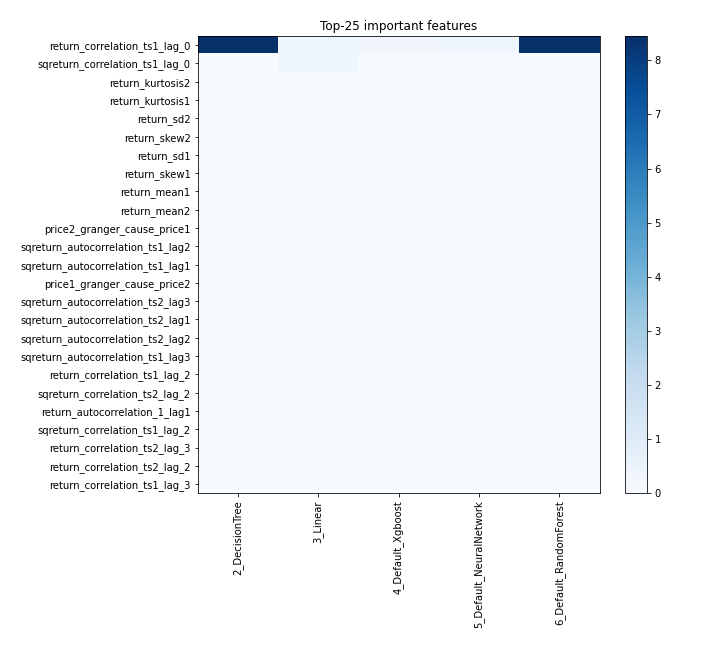 Top-25 important features
return_correlation_ts1_lag_0
sqreturn_correlation_ts1_lag_0
return_kurtosis2
return_kurtosis1
return_sd2
return_skew2
return_sd1
return_skew1
return_mean1
return_mean2
price2_granger_cause_price1
sqreturn_autocorrelation_ts1_lag2
sqreturn_autocorrelation_ts1_lag1
price1_granger_cause_price2
sqreturn_autocorrelation_ts2_lag3
sqreturn_autocorrelation_ts2_lag1
sqreturn_autocorrelation_ts2_lag2
sqreturn_autocorrelation_ts1_lag3
return_correlation_ts1_lag_2
sqreturn_correlation_ts2_lag_2
return_autocorrelation_1_lag1
sqreturn_correlation_ts1_lag_2
return_correlation_ts2_lag_3
return_correlation_ts2_lag_2
return_correlation_ts1_lag_3
2_DecisionTree
3_Linear
4_Default_Xgboost
5_Default_NeuralNetwork
6_Default_RandomForest
8
7
6
5
4
3
2
1
0